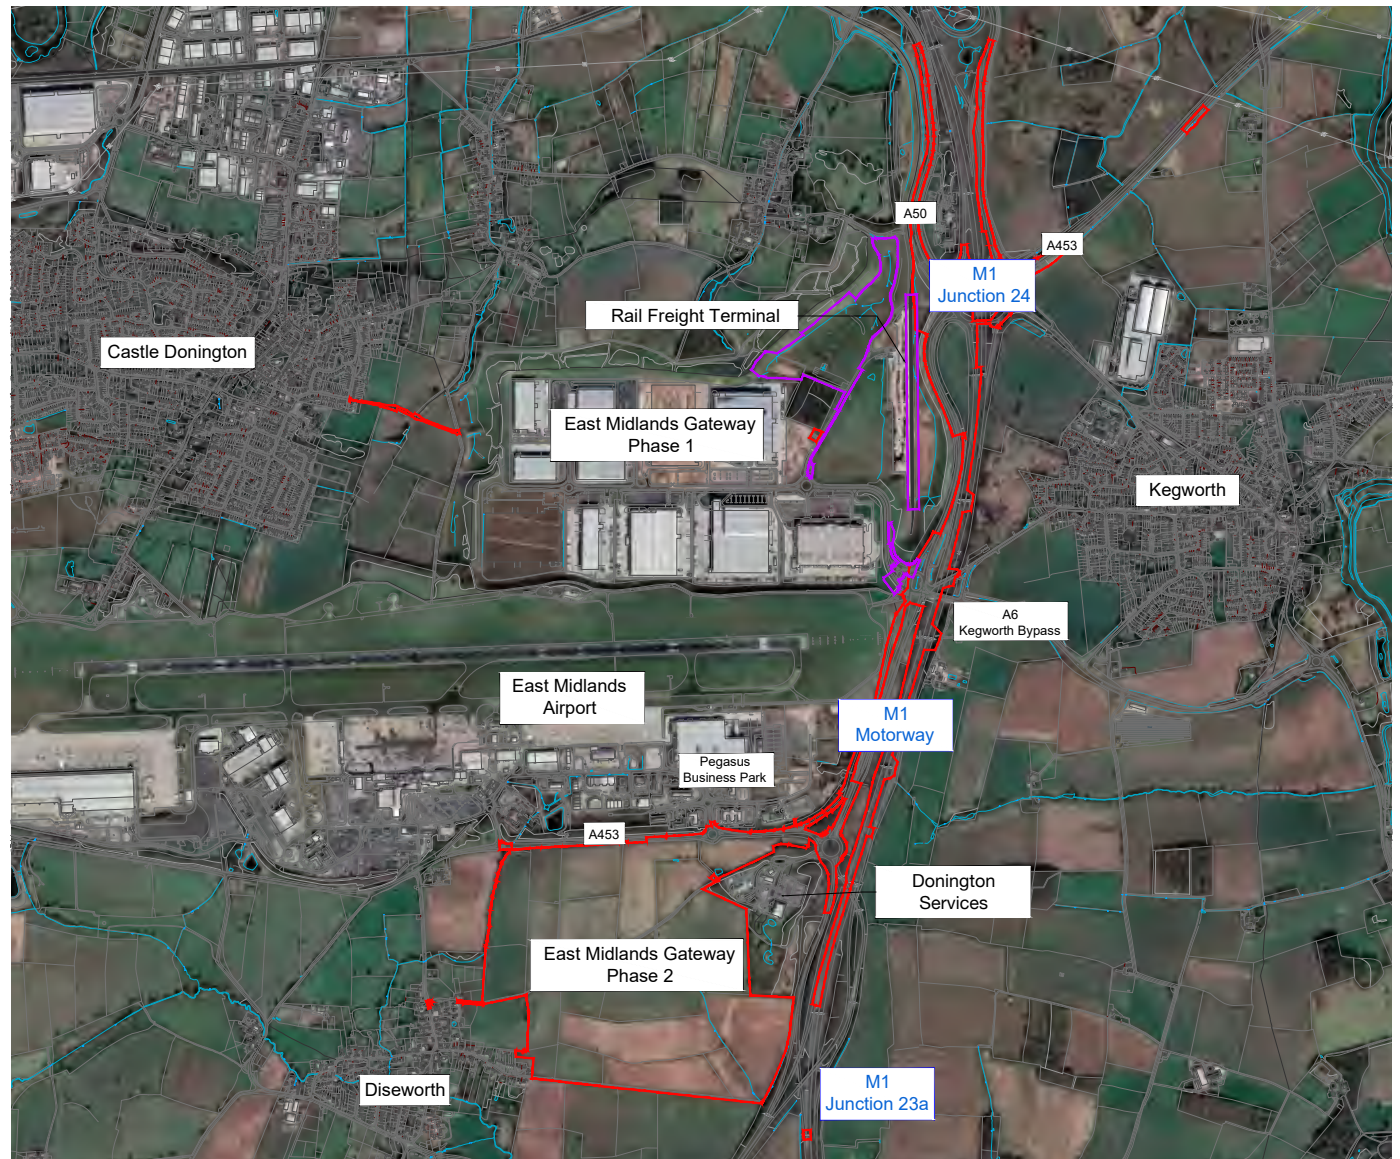 A50
A453
M1
Junction 24
Rail Freight Terminal
Castle Donington
East Midlands Gateway
Phase 1
Kegworth
A6
Kegworth Bypass
East Midlands
Airport
M1
Motorway
Pegasus
Business Park
A453
Donington
Services
East Midlands Gateway
Phase 2
Diseworth
M1
Junction 23a